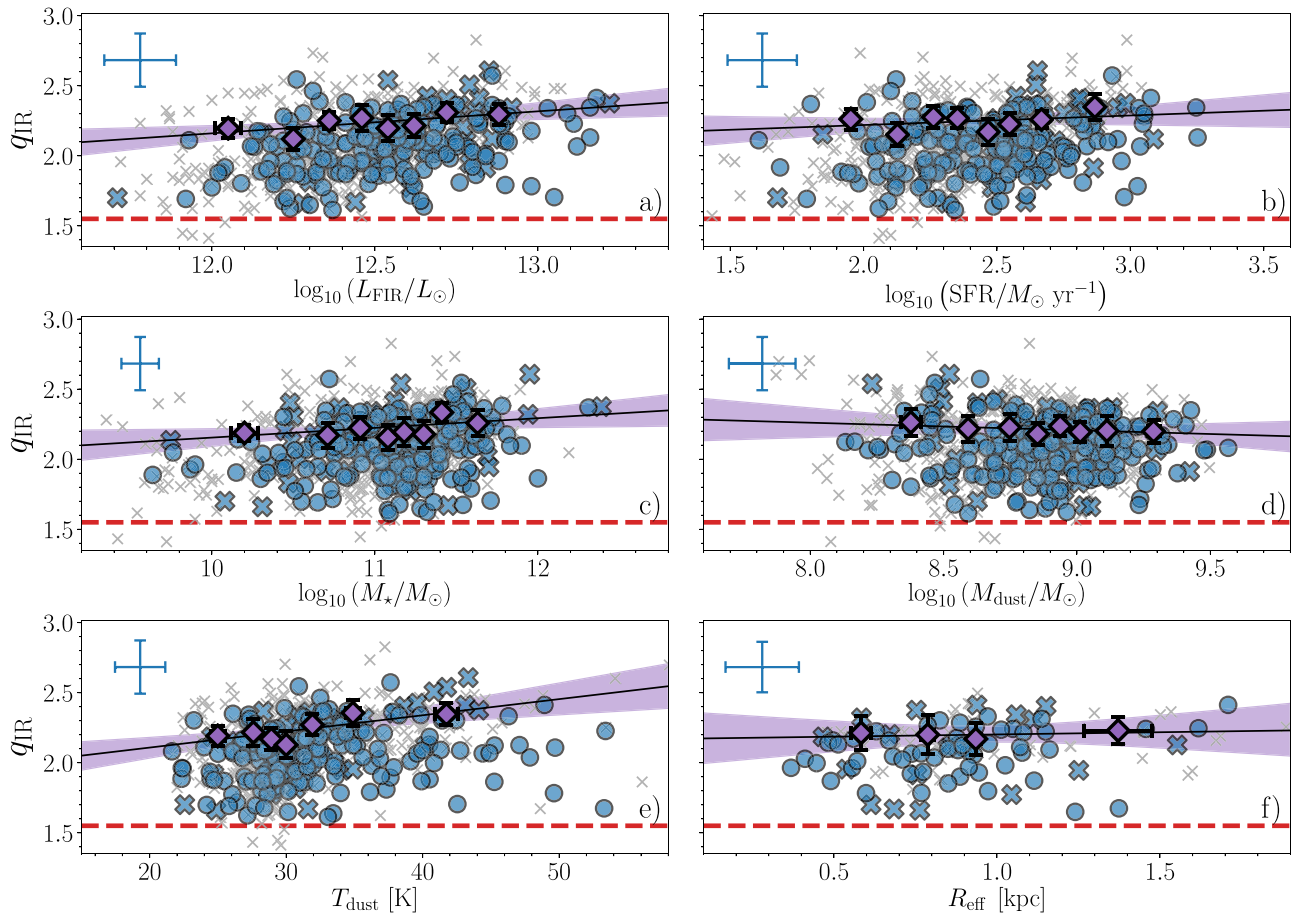 3.0
2.5
2.0
1.5
q_IR
a)
12.0 12.5 13.0
log₁₀ (L_FIR/L_⊙)
b)
1.5 2.0 2.5 3.0 3.5
log₁₀ (SFR/M_⊙ yr⁻¹)
3.0
2.5
2.0
1.5
q_IR
c)
10 11 12
log₁₀ (M_⋆/M_⊙)
d)
8.0 8.5 9.0 9.5
log₁₀ (M_dust/M_⊙)
3.0
2.5
2.0
1.5
q_IR
e)
20 30 40 50
T_dust [K]
f)
0.5 1.0 1.5
R_eff [kpc]